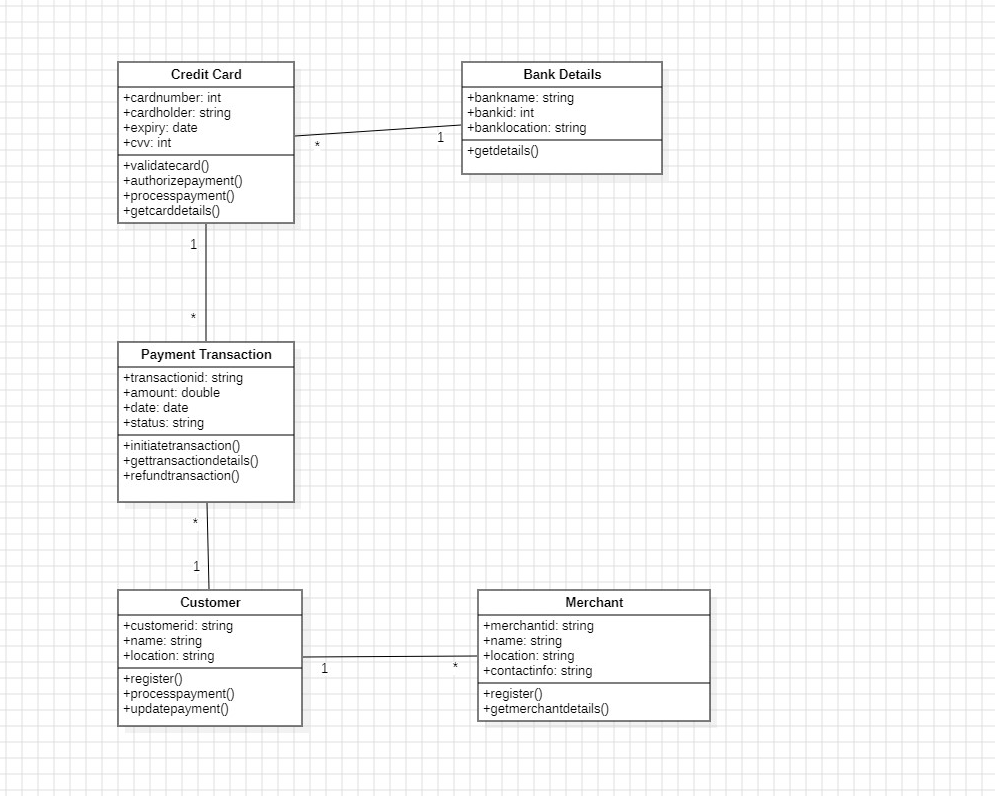 Credit Card
+cardnumber: int
+cardholder: string
+expiry: date
+cvv: int
+validatecard()
+authorizepayment()
+processpayment()
+getcarddetails()
*
1
Bank Details
+bankname: string
+bankid: int
+banklocation: string
+getdetails()
1
*
Payment Transaction
+transactionid: string
+amount: double
+date: date
+status: string
+initiatetransaction()
+gettransactiondetails()
+refundtransaction()
*
1
Customer
+customerid: string
+name: string
+location: string
+register()
+processpayment()
+updatepayment()
1
*
Merchant
+merchantid: string
+name: string
+location: string
+contactinfo: string
+register()
+getmerchantdetails()